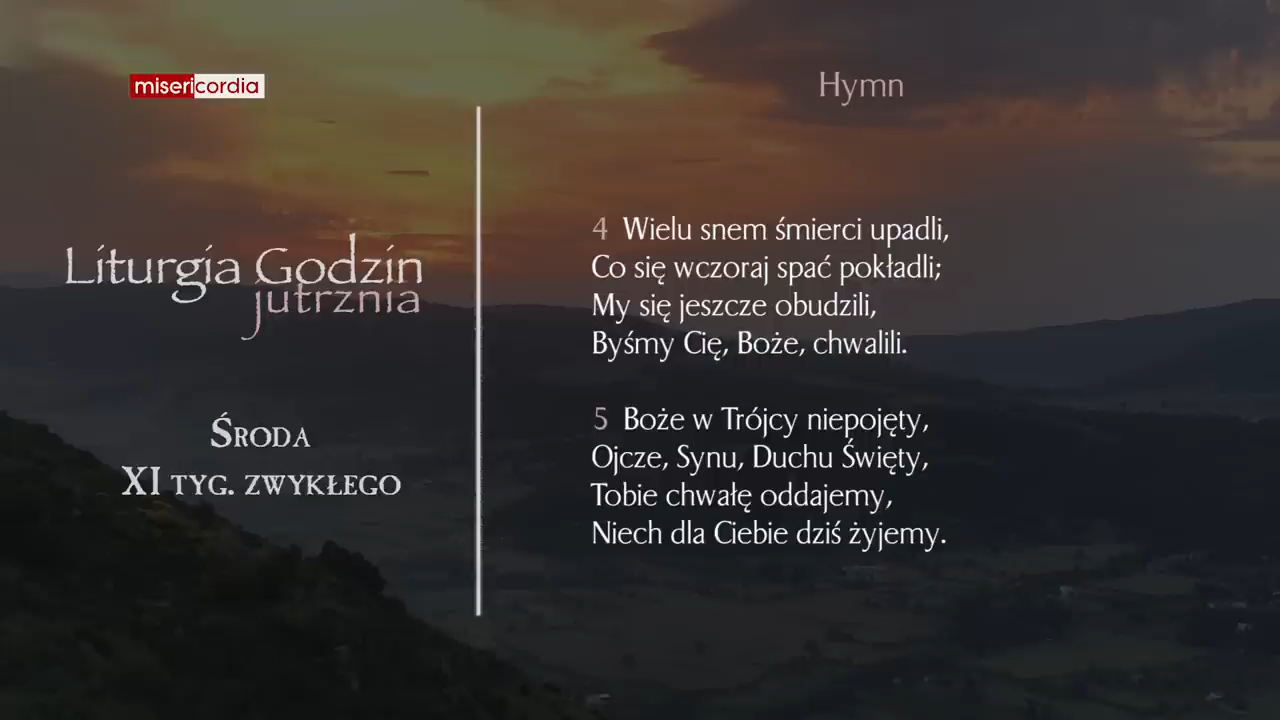 misericordia
Liturgia Godzin
jutrznia
Środa
XI tyg. zwykłego
Hymn
4 Wielu snem śmierci upadli,
Co się wczoraj spać pokładli;
My się jeszcze obudzili,
Byśmy Cię, Boże, chwalili.
5 Boże w Trójcy niepojęty,
Ojcze, Synu, Duchu Święty,
Tobie chwałę oddajemy,
Niech dla Ciebie dziś żyjemy.